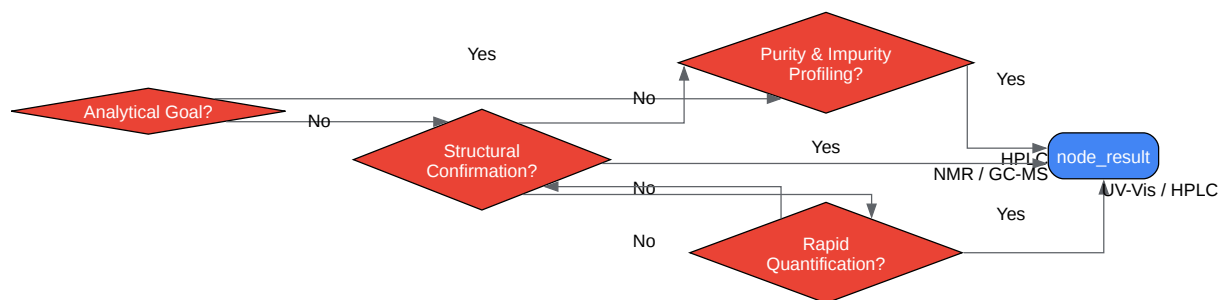 Yes
Purity & Impurity
Profiling?
Yes
Analytical Goal?
No
No
Structural
Confirmation?
Yes
HPLC
NMR / GC-MS
node_result
UV-Vis / HPLC
No
No
Rapid
Quantification?
Yes